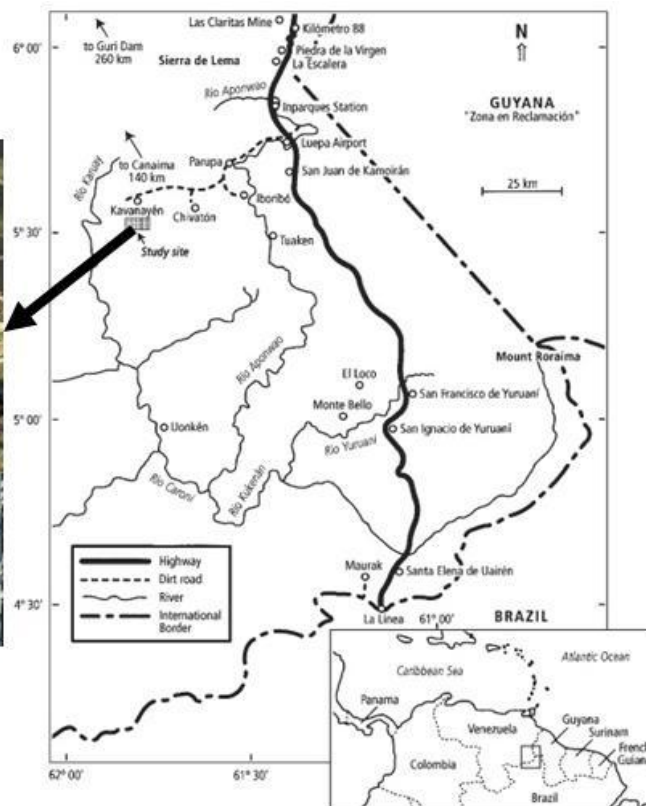 Las Claritas Mine
Kilómetro 88
6° 00'
to Guri Dam
260 km
Sierra de Lema
Piedra de la Virgen
La Escalera
N
Río Aponwao
Inparques Station
GUYANA
"Zona en Reclamación"
Luepa Airport
to Canaima
140 km
Parupa
San Juan de Kamoirán
25 km
Río Karuay
Kavanayén
Chivatón
Iboribó
5° 30'
Study site
Tuaken
Río Aponwao
Mount Roraima
El Loco
San Francisco de Yuruaní
Monte Bello
5° 00'
Uonkén
San Ignacio de Yuruaní
Río Yuruaní
Río Caroní
Río Kukenán
Highway
Dirt road
River
International
Border
Maurak
Santa Elena de Uairén
4° 30'
La Línea
61° 00'
BRAZIL
62° 00'
61° 30'
Caribbean Sea
Atlantic Ocean
Panama
Venezuela
Guyana
Surinam
French
Guiana
Colombia
Brazil